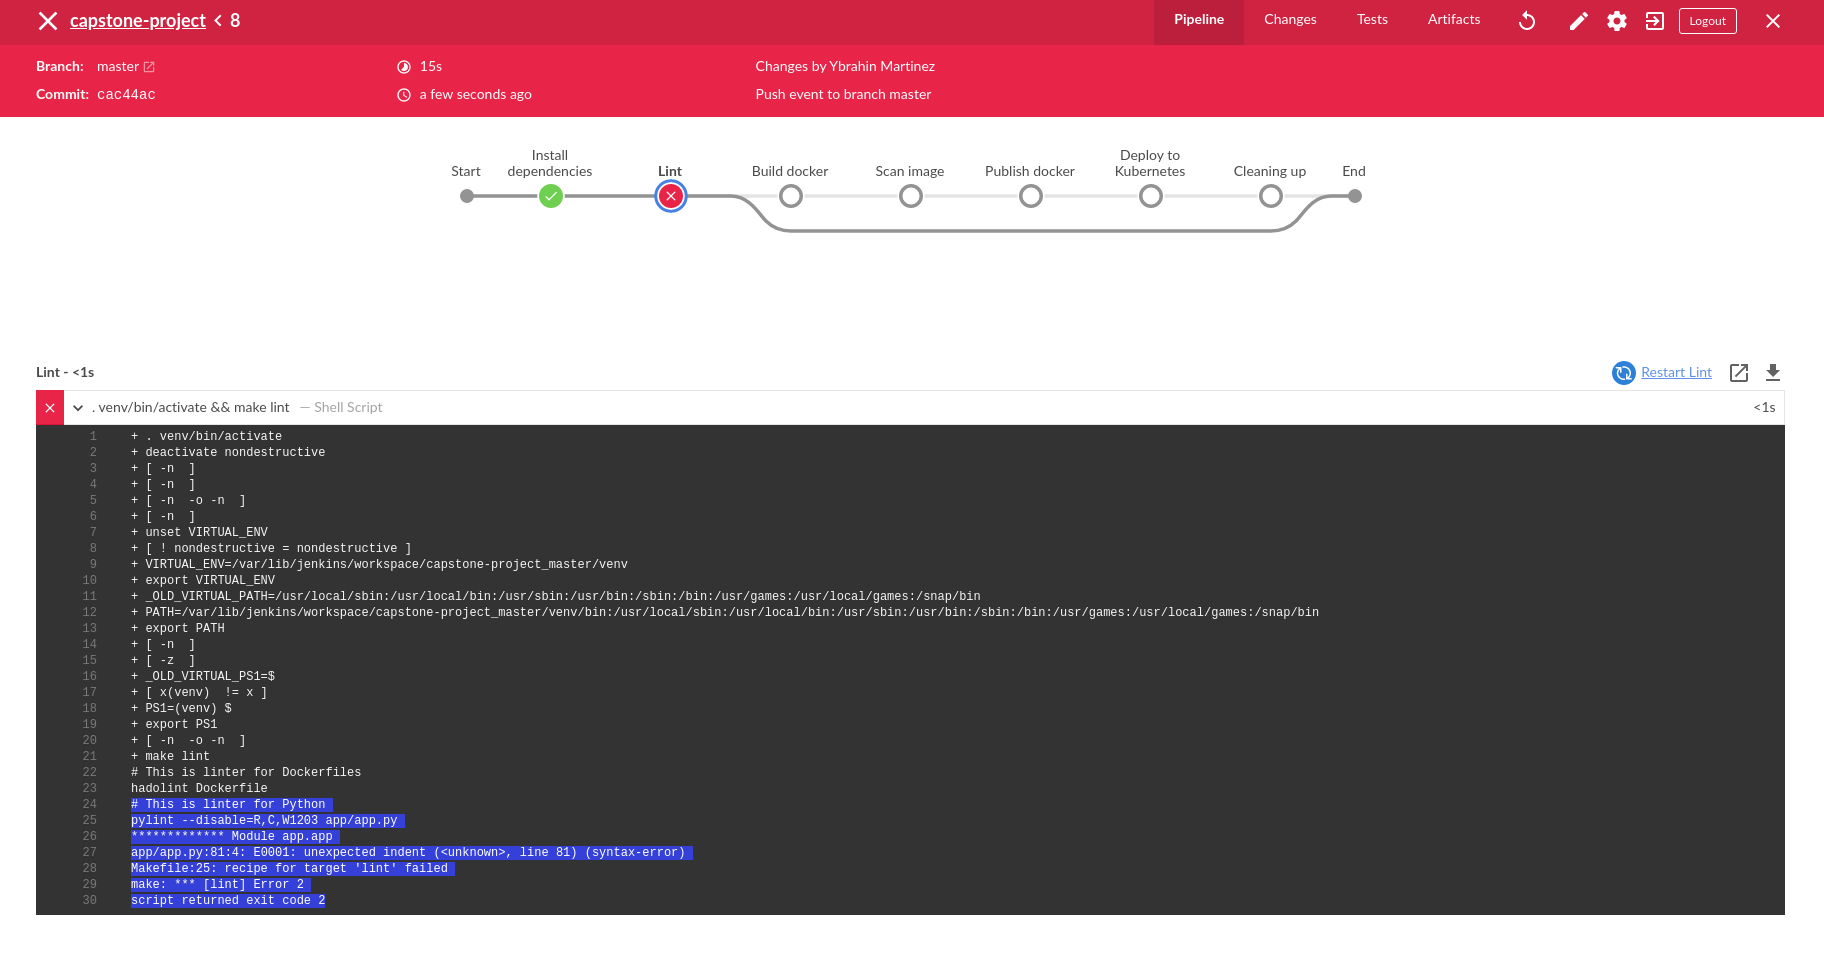 capstone-project < 8
Pipeline Changes Tests Artifacts Logout
Branch: master 15s Changes by Ybrahin Martinez
Commit: cac44ac a few seconds ago Push event to branch master
Start Install dependencies Lint Build docker Scan image Publish docker Deploy to Kubernetes Cleaning up End
Lint - <1s Restart Lint
. venv/bin/activate && make lint — Shell Script <1s
1 + . venv/bin/activate
2 + deactivate nondestructive
3 + [ -n  ]
4 + [ -n  ]
5 + [ -n  -o -n  ]
6 + [ -n  ]
7 + unset VIRTUAL_ENV
8 + [ ! nondestructive = nondestructive ]
9 + VIRTUAL_ENV=/var/lib/jenkins/workspace/capstone-project_master/venv
10 + export VIRTUAL_ENV
11 + _OLD_VIRTUAL_PATH=/usr/local/sbin:/usr/local/bin:/usr/sbin:/usr/bin:/sbin:/bin:/usr/games:/usr/local/games:/snap/bin
12 + PATH=/var/lib/jenkins/workspace/capstone-project_master/venv/bin:/usr/local/sbin:/usr/local/bin:/usr/sbin:/usr/bin:/sbin:/bin:/usr/games:/usr/local/games:/snap/bin
13 + export PATH
14 + [ -n  ]
15 + [ -z  ]
16 + _OLD_VIRTUAL_PS1=$
17 + [ x(venv)  != x ]
18 + PS1=(venv) $
19 + export PS1
20 + [ -n  -o -n  ]
21 + make lint
22 # This is linter for Dockerfiles
23 hadolint Dockerfile
24 # This is linter for Python
25 pylint --disable=R,C,W1203 app/app.py
26 ************* Module app.app
27 app/app.py:81:4: E0001: unexpected indent (<unknown>, line 81) (syntax-error)
28 Makefile:25: recipe for target 'lint' failed
29 make: *** [lint] Error 2
30 script returned exit code 2